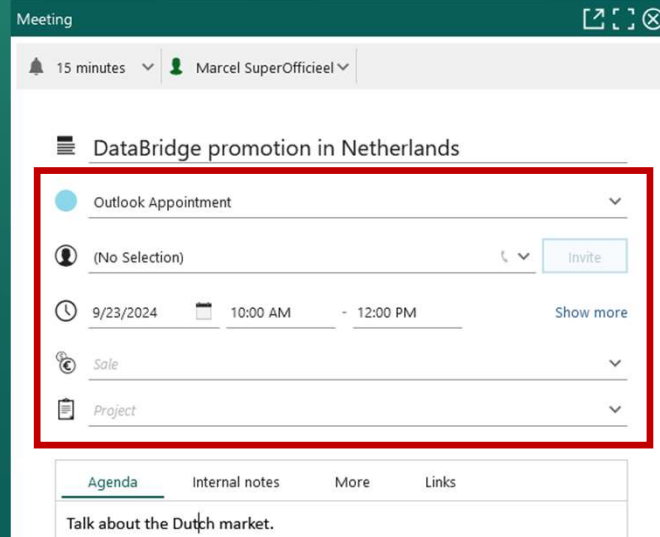 Meeting
15 minutes Marcel SuperOfficieel
DataBridge promotion in Netherlands
Outlook Appointment
(No Selection) Invite
9/23/2024 10:00 AM - 12:00 PM Show more
Sale
Project
Agenda Internal notes More Links
Talk about the Dutch market.